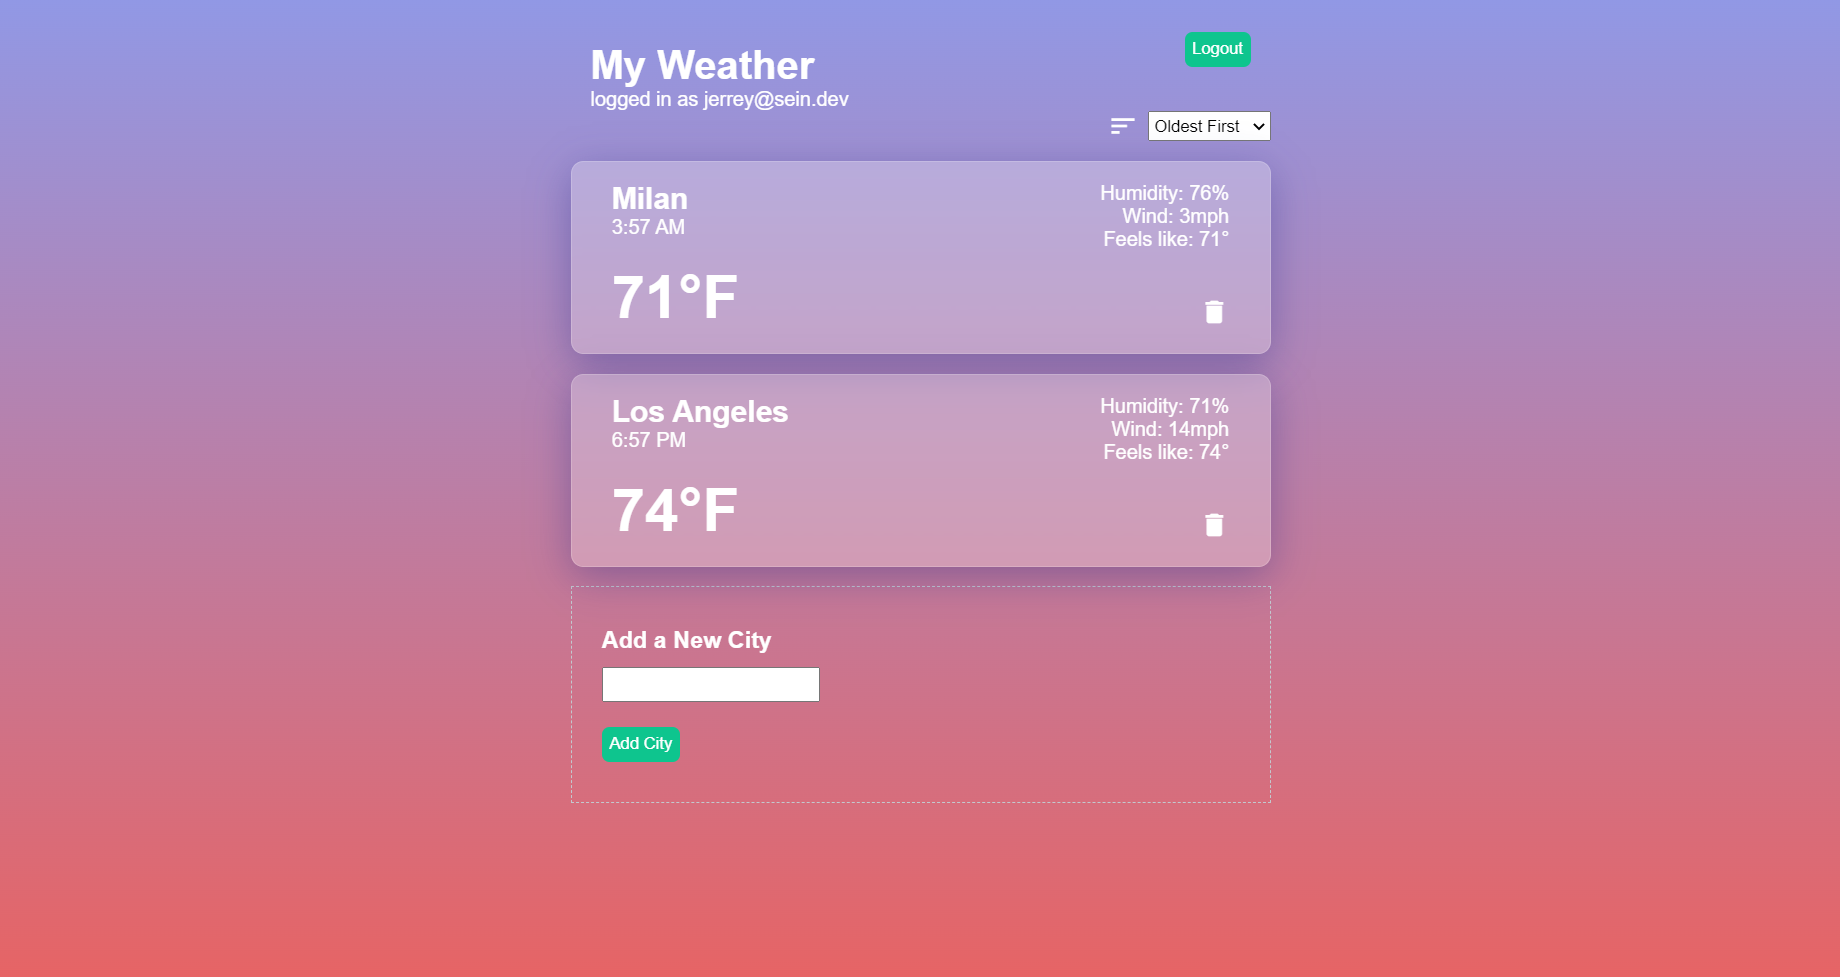 My Weather
logged in as jerrey@sein.dev
Logout
Oldest First
Milan
3:57 AM
71°F
Humidity: 76%
Wind: 3mph
Feels like: 71°
Los Angeles
6:57 PM
74°F
Humidity: 71%
Wind: 14mph
Feels like: 74°
Add a New City
Add City